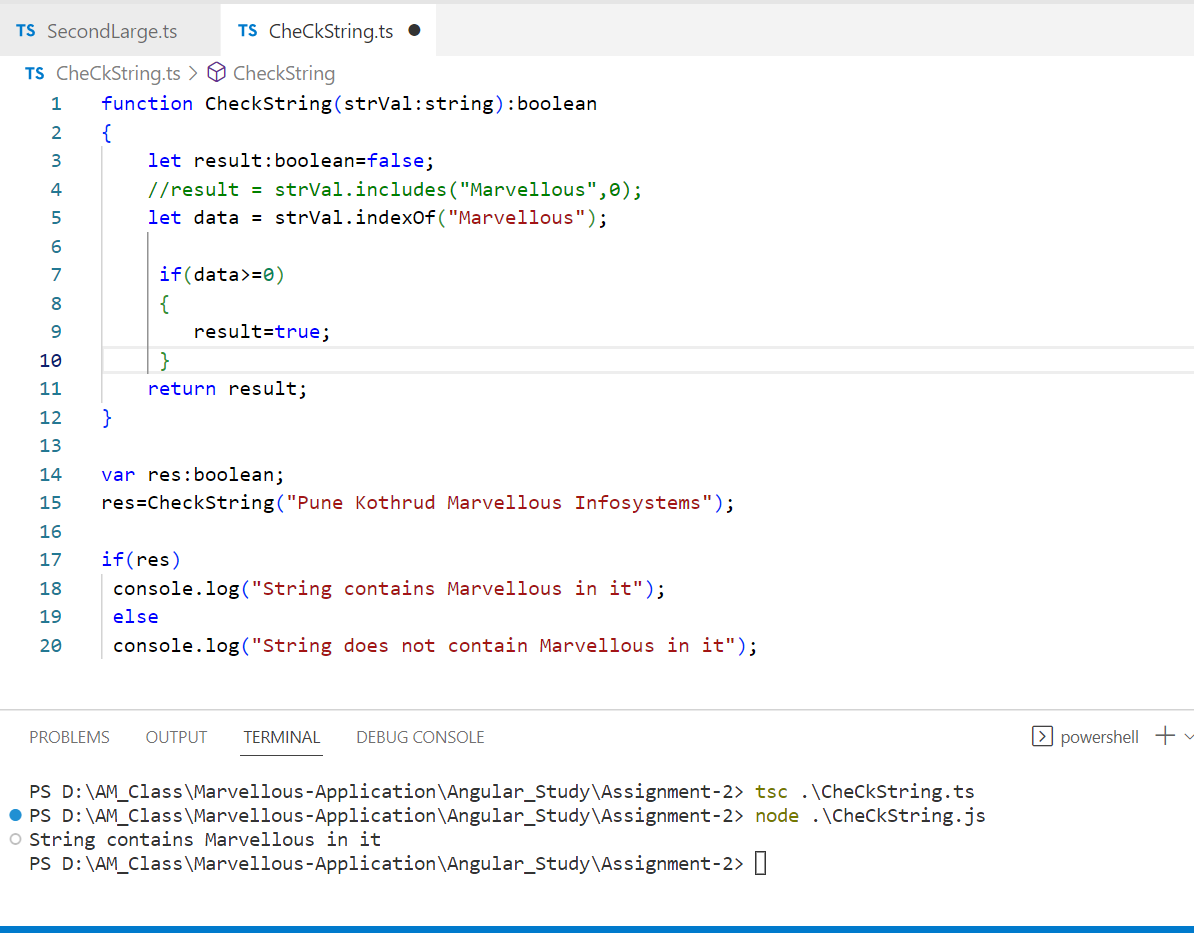 TS SecondLarge.ts TS CheCkString.ts
TS CheCkString.ts > CheckString
1 function CheckString(strVal:string):boolean
2 {
3 let result:boolean=false;
4 //result = strVal.includes("Marvellous",0);
5 let data = strVal.indexOf("Marvellous");
6
7 if(data>=0)
8 {
9 result=true;
10 }
11 return result;
12 }
13
14 var res:boolean;
15 res=CheckString("Pune Kothrud Marvellous Infosystems");
16
17 if(res)
18 console.log("String contains Marvellous in it");
19 else
20 console.log("String does not contain Marvellous in it");
PROBLEMS OUTPUT TERMINAL DEBUG CONSOLE powershell
PS D:\AM_Class\Marvellous-Application\Angular_Study\Assignment-2> tsc .\CheCkString.ts
PS D:\AM_Class\Marvellous-Application\Angular_Study\Assignment-2> node .\CheCkString.js
String contains Marvellous in it
PS D:\AM_Class\Marvellous-Application\Angular_Study\Assignment-2>